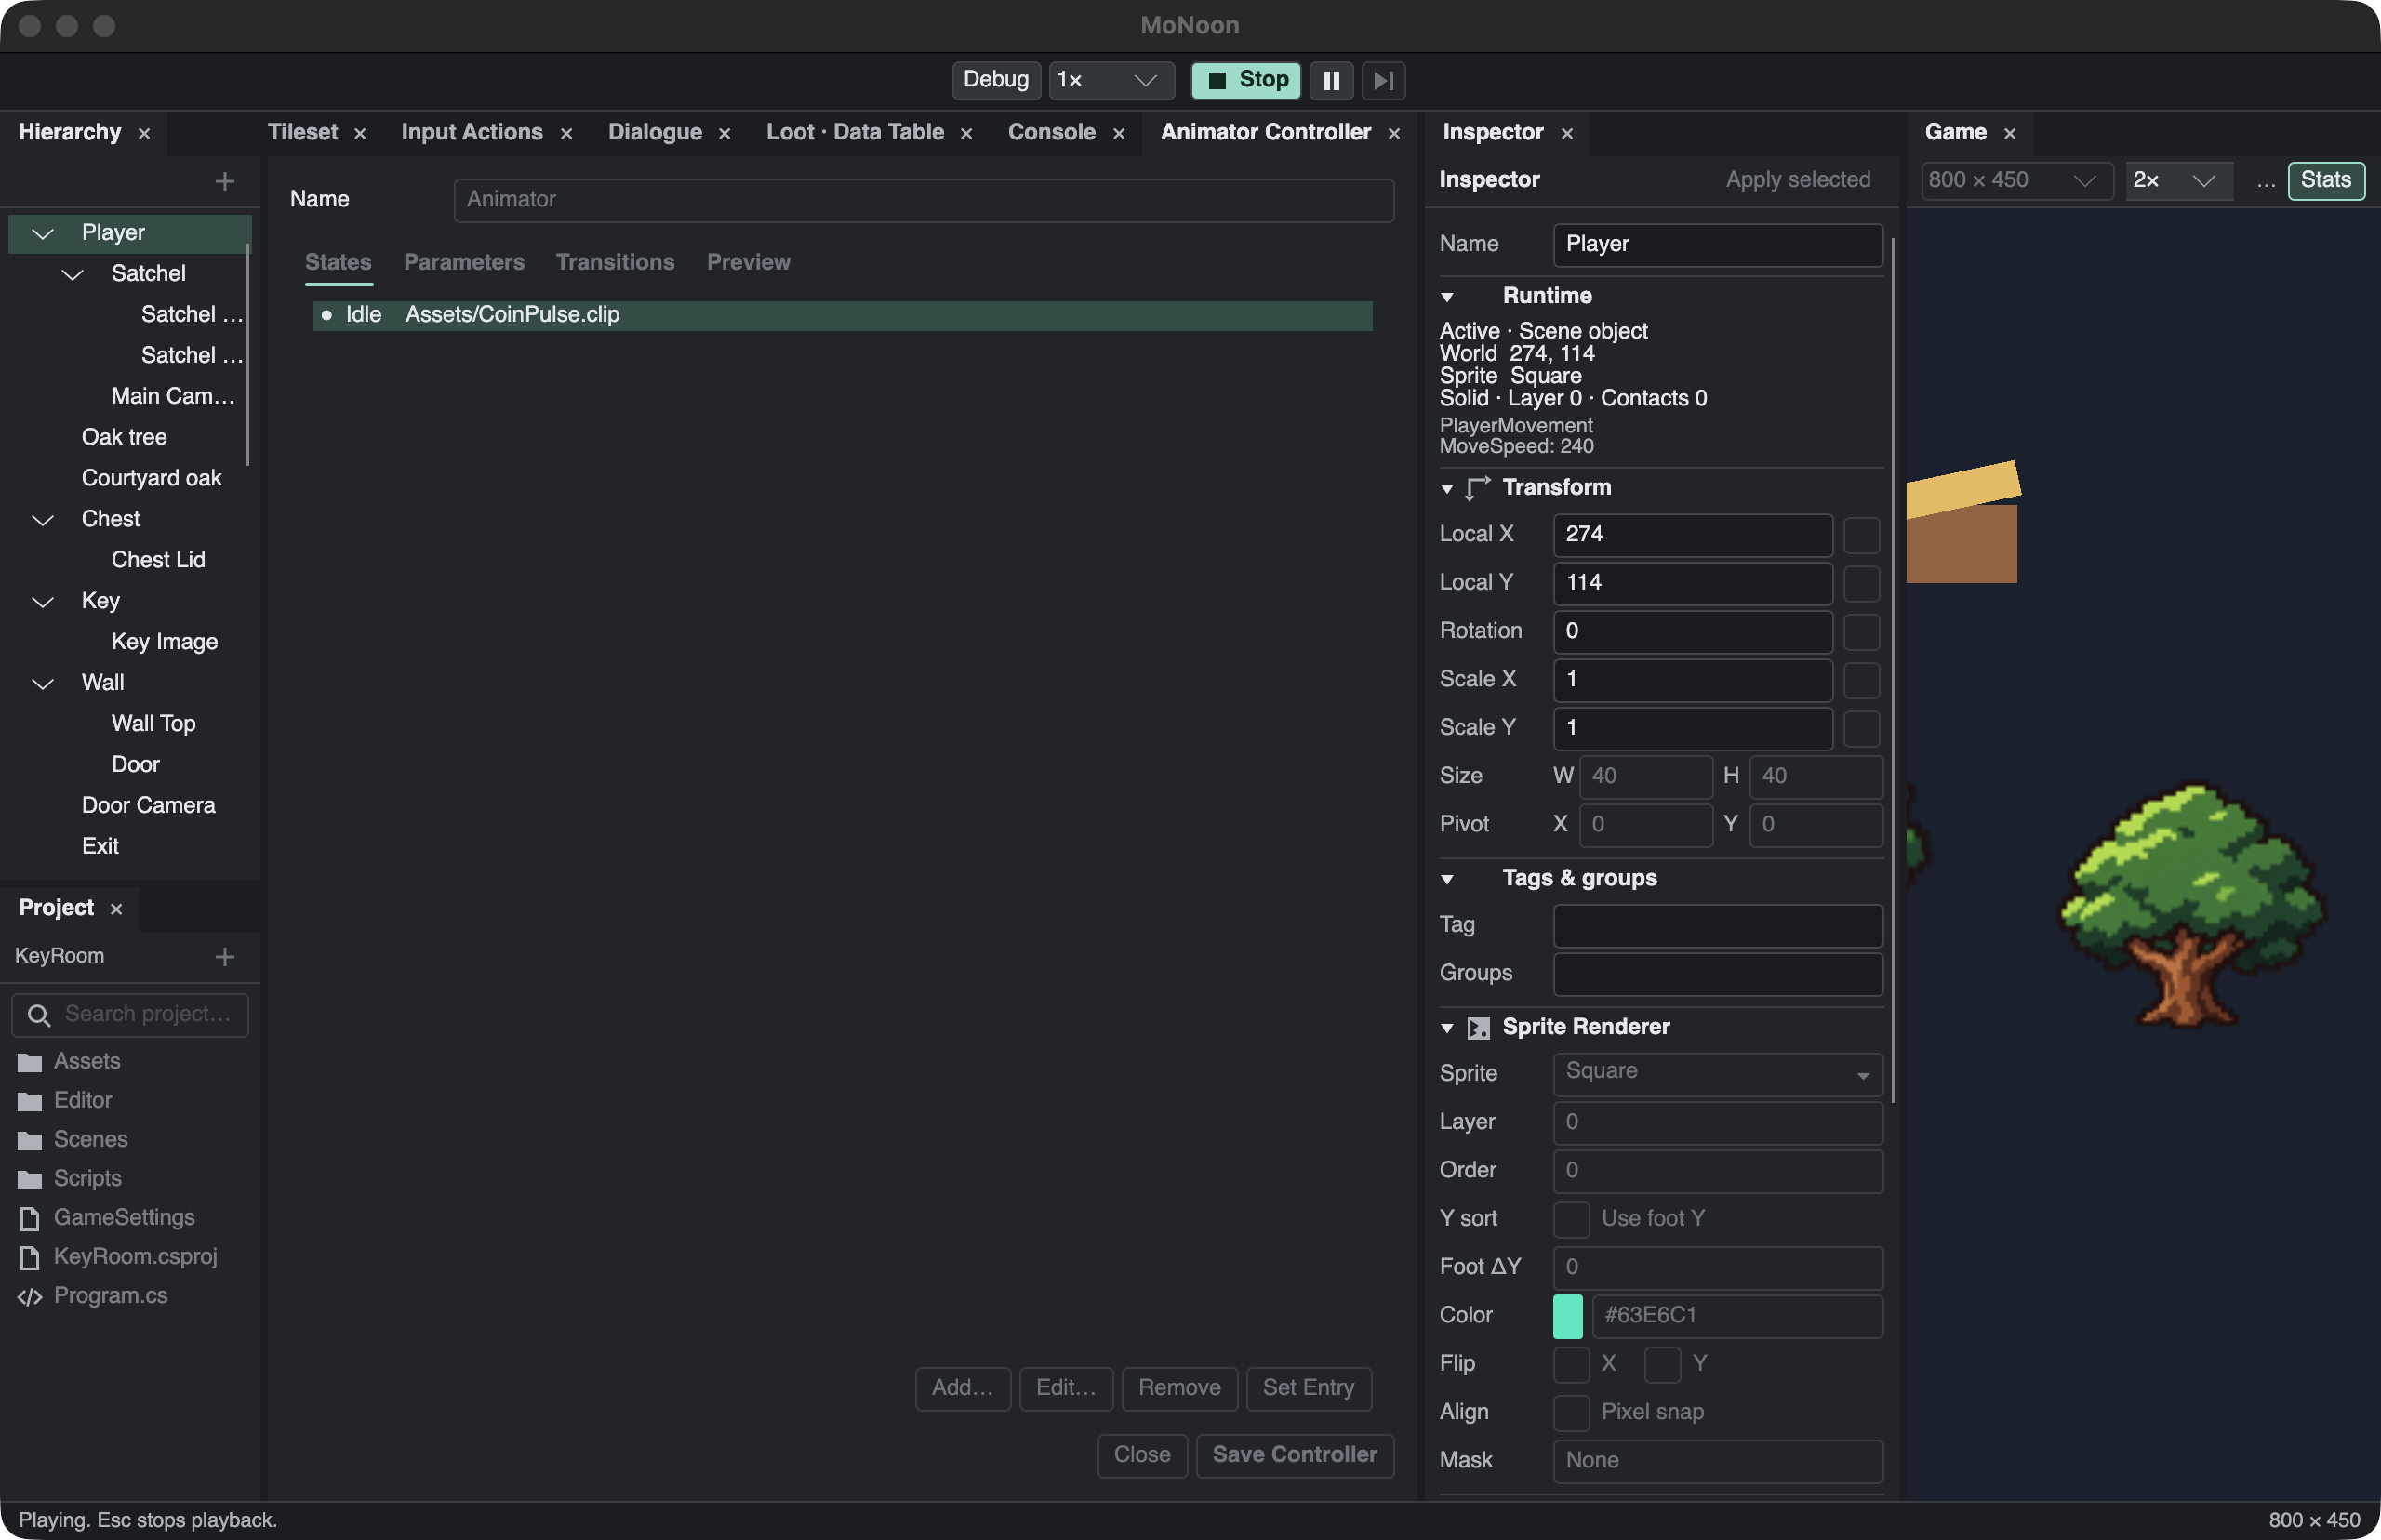 MoNoon
Debug 1× Stop
Hierarchy × Tileset × Input Actions × Dialogue × Loot · Data Table × Console × Animator Controller × Inspector × Game ×
Player
Satchel
Satchel ...
Satchel ...
Main Cam...
Oak tree
Courtyard oak
Chest
Chest Lid
Key
Key Image
Wall
Wall Top
Door
Door Camera
Exit
Project ×
KeyRoom
Search project...
Assets
Editor
Scenes
Scripts
GameSettings
KeyRoom.csproj
Program.cs
Name Animator
States Parameters Transitions Preview
Idle Assets/CoinPulse.clip
Add... Edit... Remove Set Entry
Close Save Controller
Inspector Apply selected
Name Player
Runtime
Active · Scene object
World 274, 114
Sprite Square
Solid · Layer 0 · Contacts 0
PlayerMovement
MoveSpeed: 240
Transform
Local X 274
Local Y 114
Rotation 0
Scale X 1
Scale Y 1
Size W 40 H 40
Pivot X 0 Y 0
Tags & groups
Tag
Groups
Sprite Renderer
Sprite Square
Layer 0
Order 0
Y sort Use foot Y
Foot ΔY 0
Color #63E6C1
Flip X Y
Align Pixel snap
Mask None
800 × 450 2× ... Stats
Playing. Esc stops playback. 800 × 450